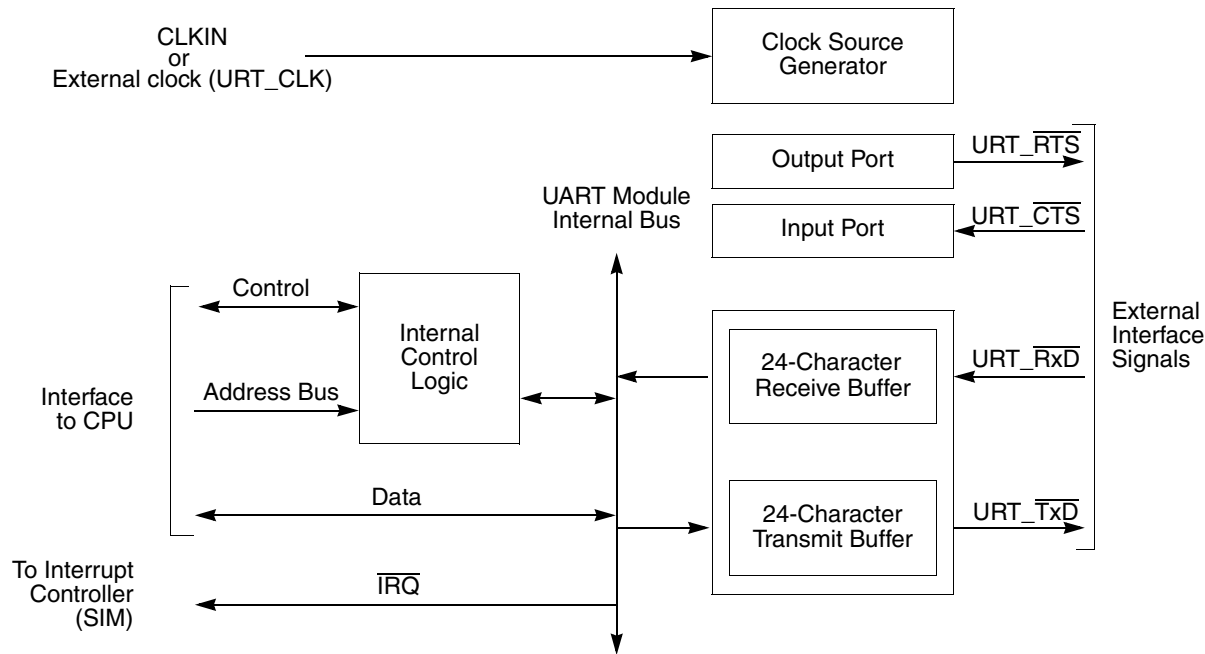 CLKIN
or
External clock (URT_CLK)
Clock Source
Generator
Output Port
URT_RTS
UART Module
Internal Bus
Input Port
URT_CTS
Control
Internal
Control
Logic
Address Bus
Interface
to CPU
24-Character
Receive Buffer
URT_RxD
External
Interface
Signals
Data
24-Character
Transmit Buffer
URT_TxD
To Interrupt
Controller
(SIM)
IRQ